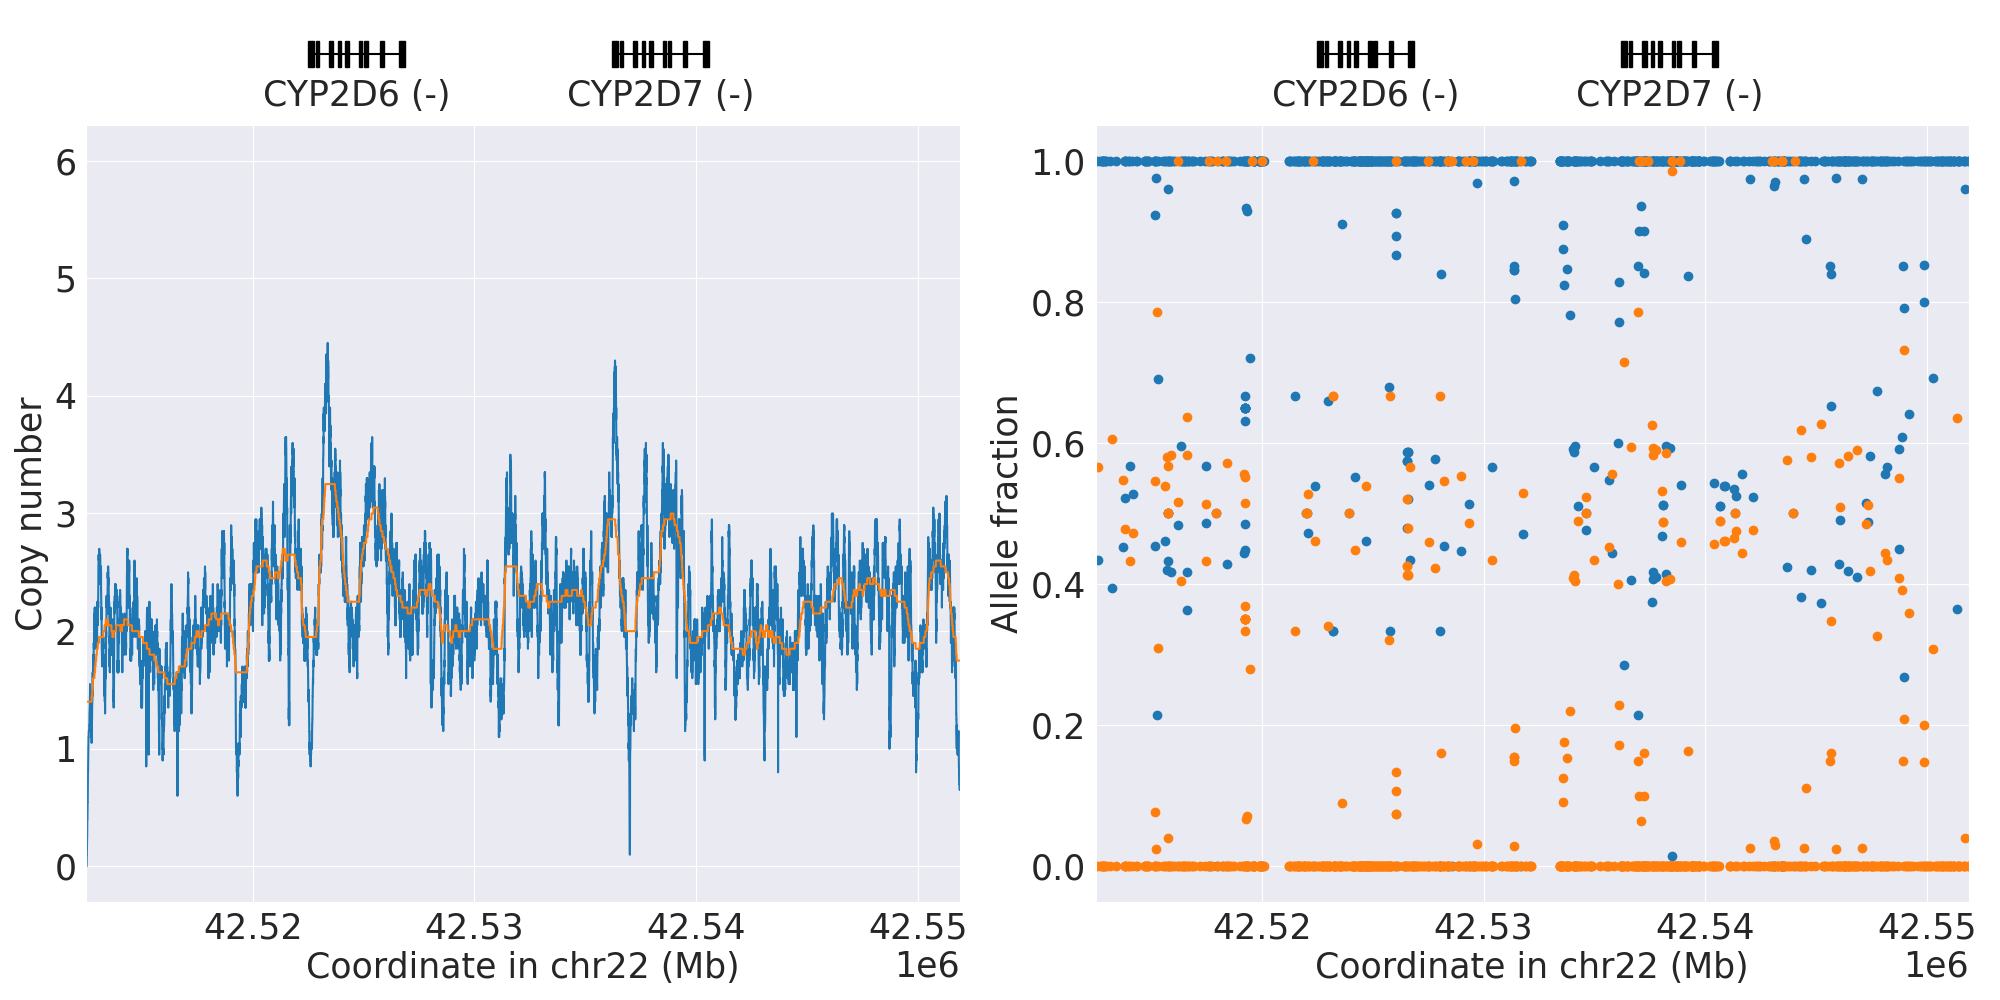 CYP2D6 (-)
CYP2D7 (-)
Copy number
6
5
4
3
2
1
0
42.52
42.53
42.54
42.55
Coordinate in chr22 (Mb)
1e6
CYP2D6 (-)
CYP2D7 (-)
Allele fraction
1.0
0.8
0.6
0.4
0.2
0.0
42.52
42.53
42.54
42.55
Coordinate in chr22 (Mb)
1e6